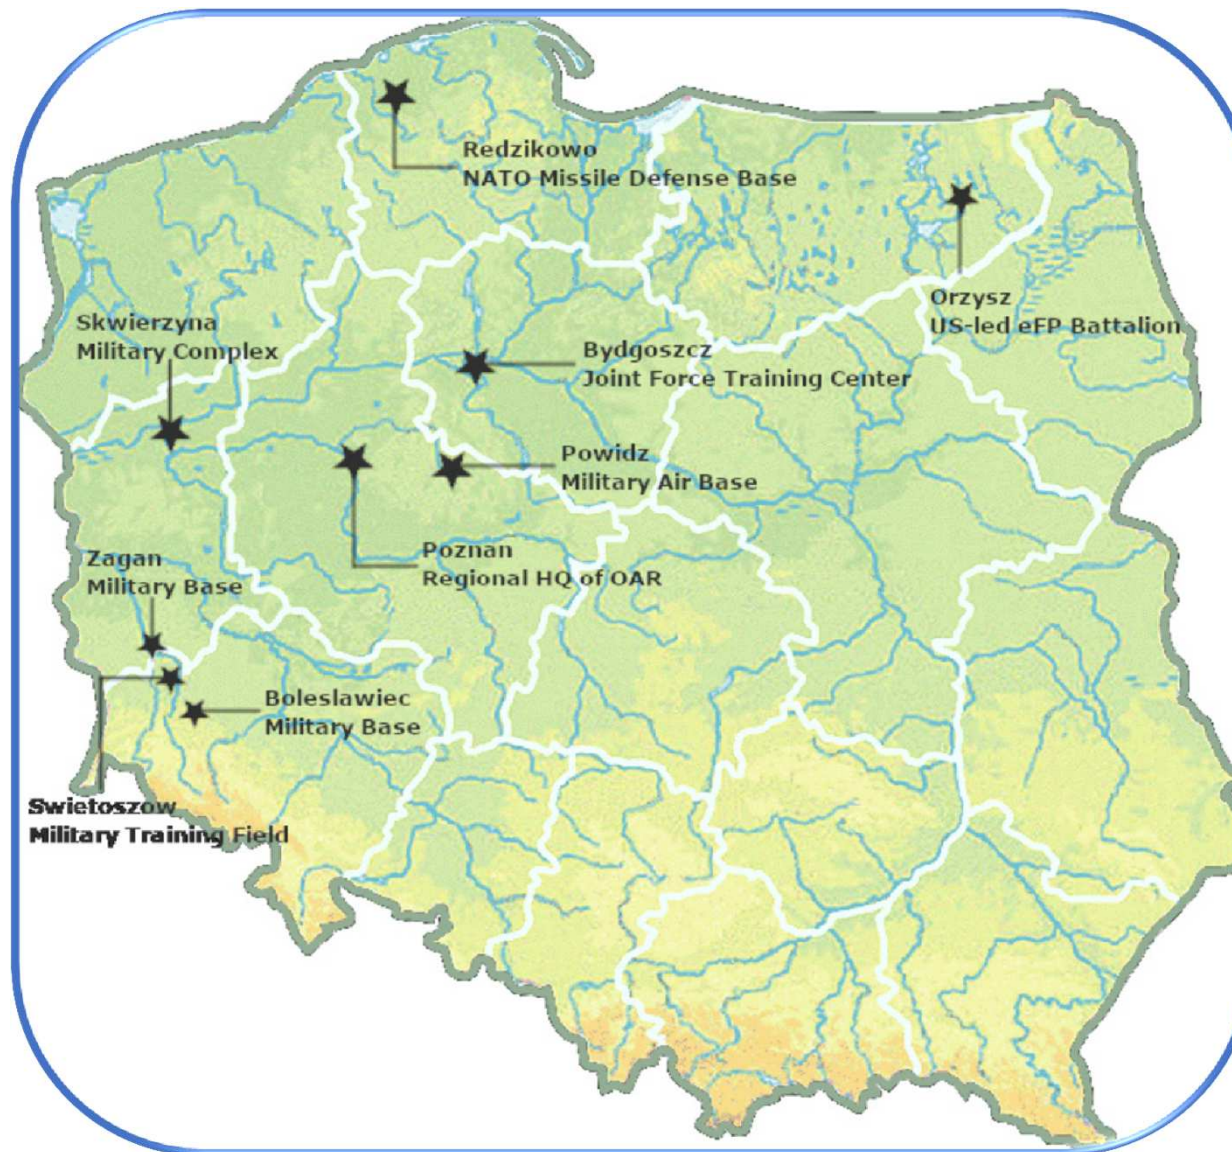 Redzikowo
NATO Missile Defense Base
Orzysz
US-led eFP Battalion
Skwierzyna
Military Complex
Bydgoszcz
Joint Force Training Center
Powidz
Military Air Base
Poznan
Regional HQ of OAR
Zagan
Military Base
Boleslawiec
Military Base
Swietoszow
Military Training Field